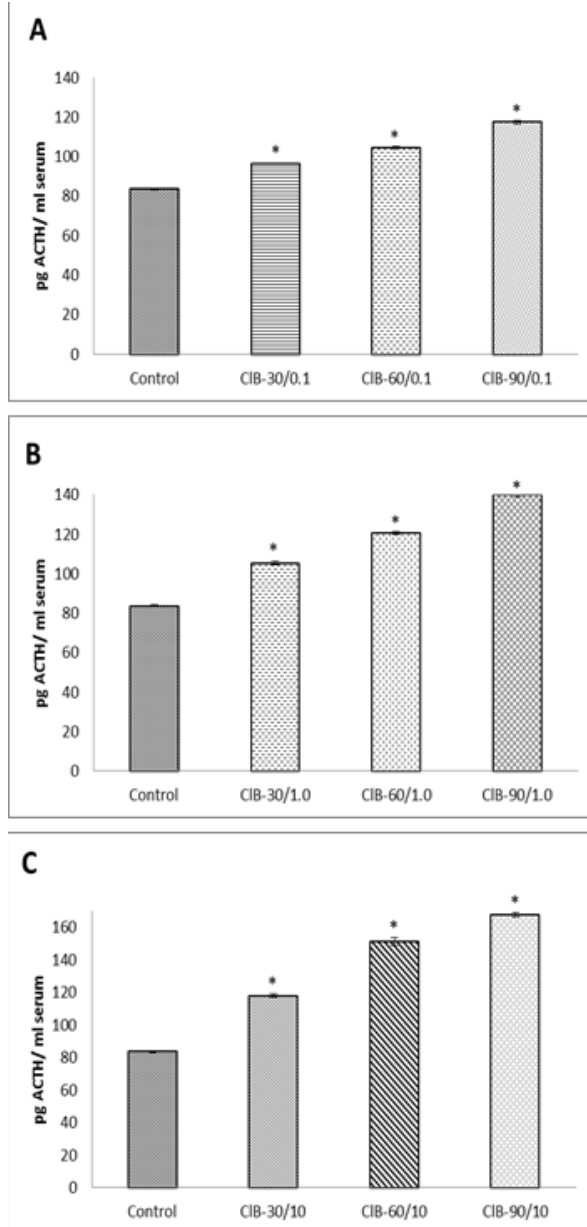 A
pg ACTH/ ml serum
140
120
100
80
60
40
20
0
*
*
*
Control
ClB-30/0.1
ClB-60/0.1
ClB-90/0.1
B
pg ACTH/ ml serum
140
120
100
80
60
40
20
0
*
*
*
Control
ClB-30/1.0
ClB-60/1.0
ClB-90/1.0
C
pg ACTH/ ml serum
160
140
120
100
80
60
40
20
0
*
*
*
Control
ClB-30/10
ClB-60/10
ClB-90/10